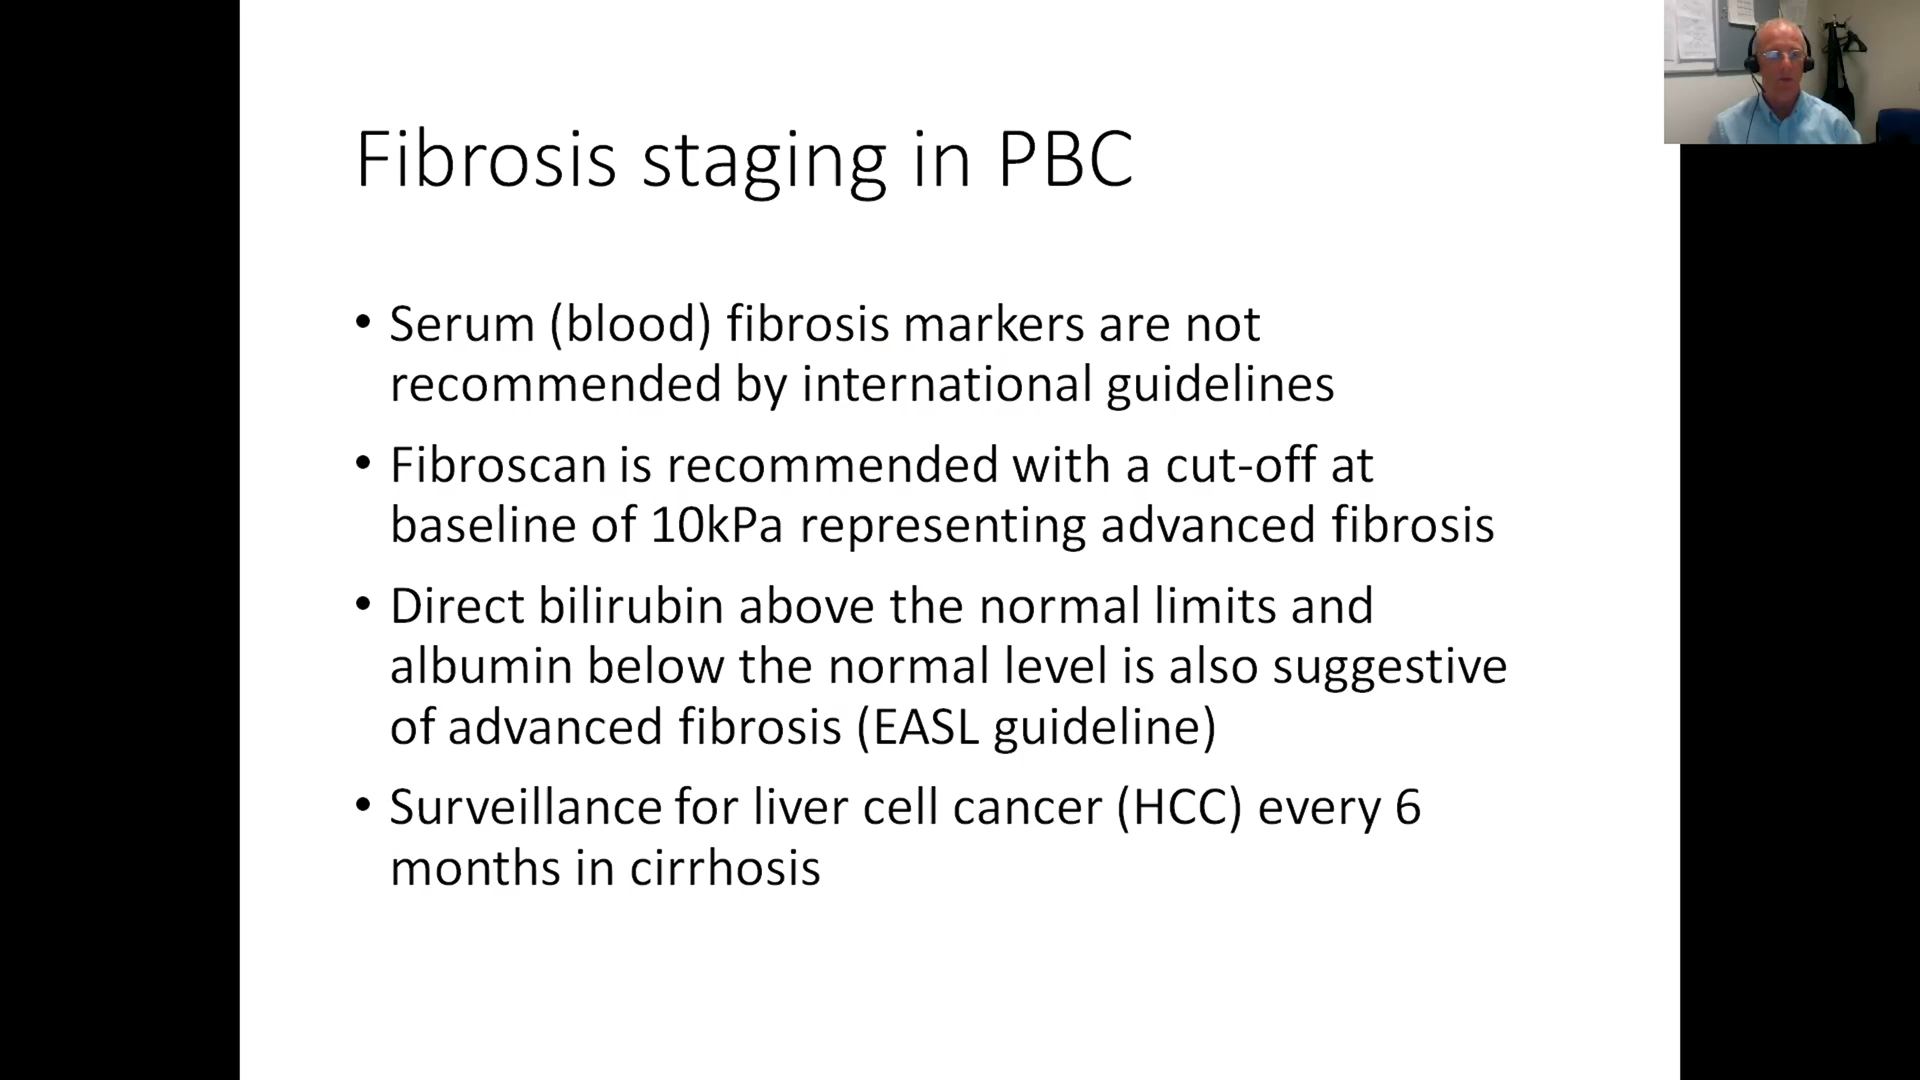 Fibrosis staging in PBC
• Serum (blood) fibrosis markers are not
recommended by international guidelines
• Fibroscan is recommended with a cut-off at
baseline of 10kPa representing advanced fibrosis
• Direct bilirubin above the normal limits and
albumin below the normal level is also suggestive
of advanced fibrosis (EASL guideline)
• Surveillance for liver cell cancer (HCC) every 6
months in cirrhosis